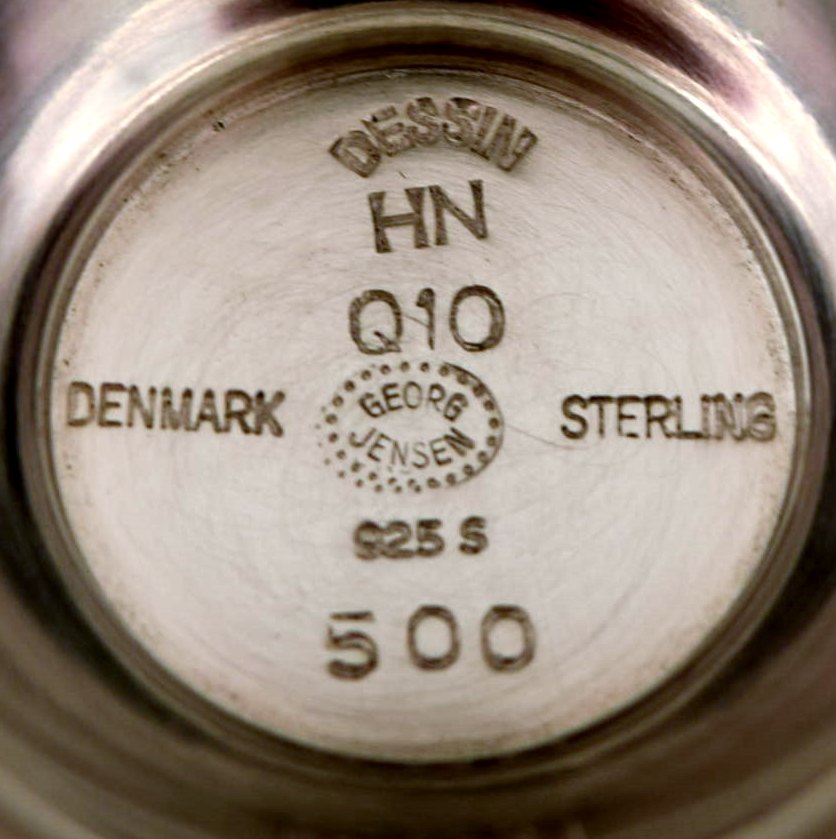 DESSIN
HN
Q10
DENMARK GEORG JENSEN STERLING
925 S
500